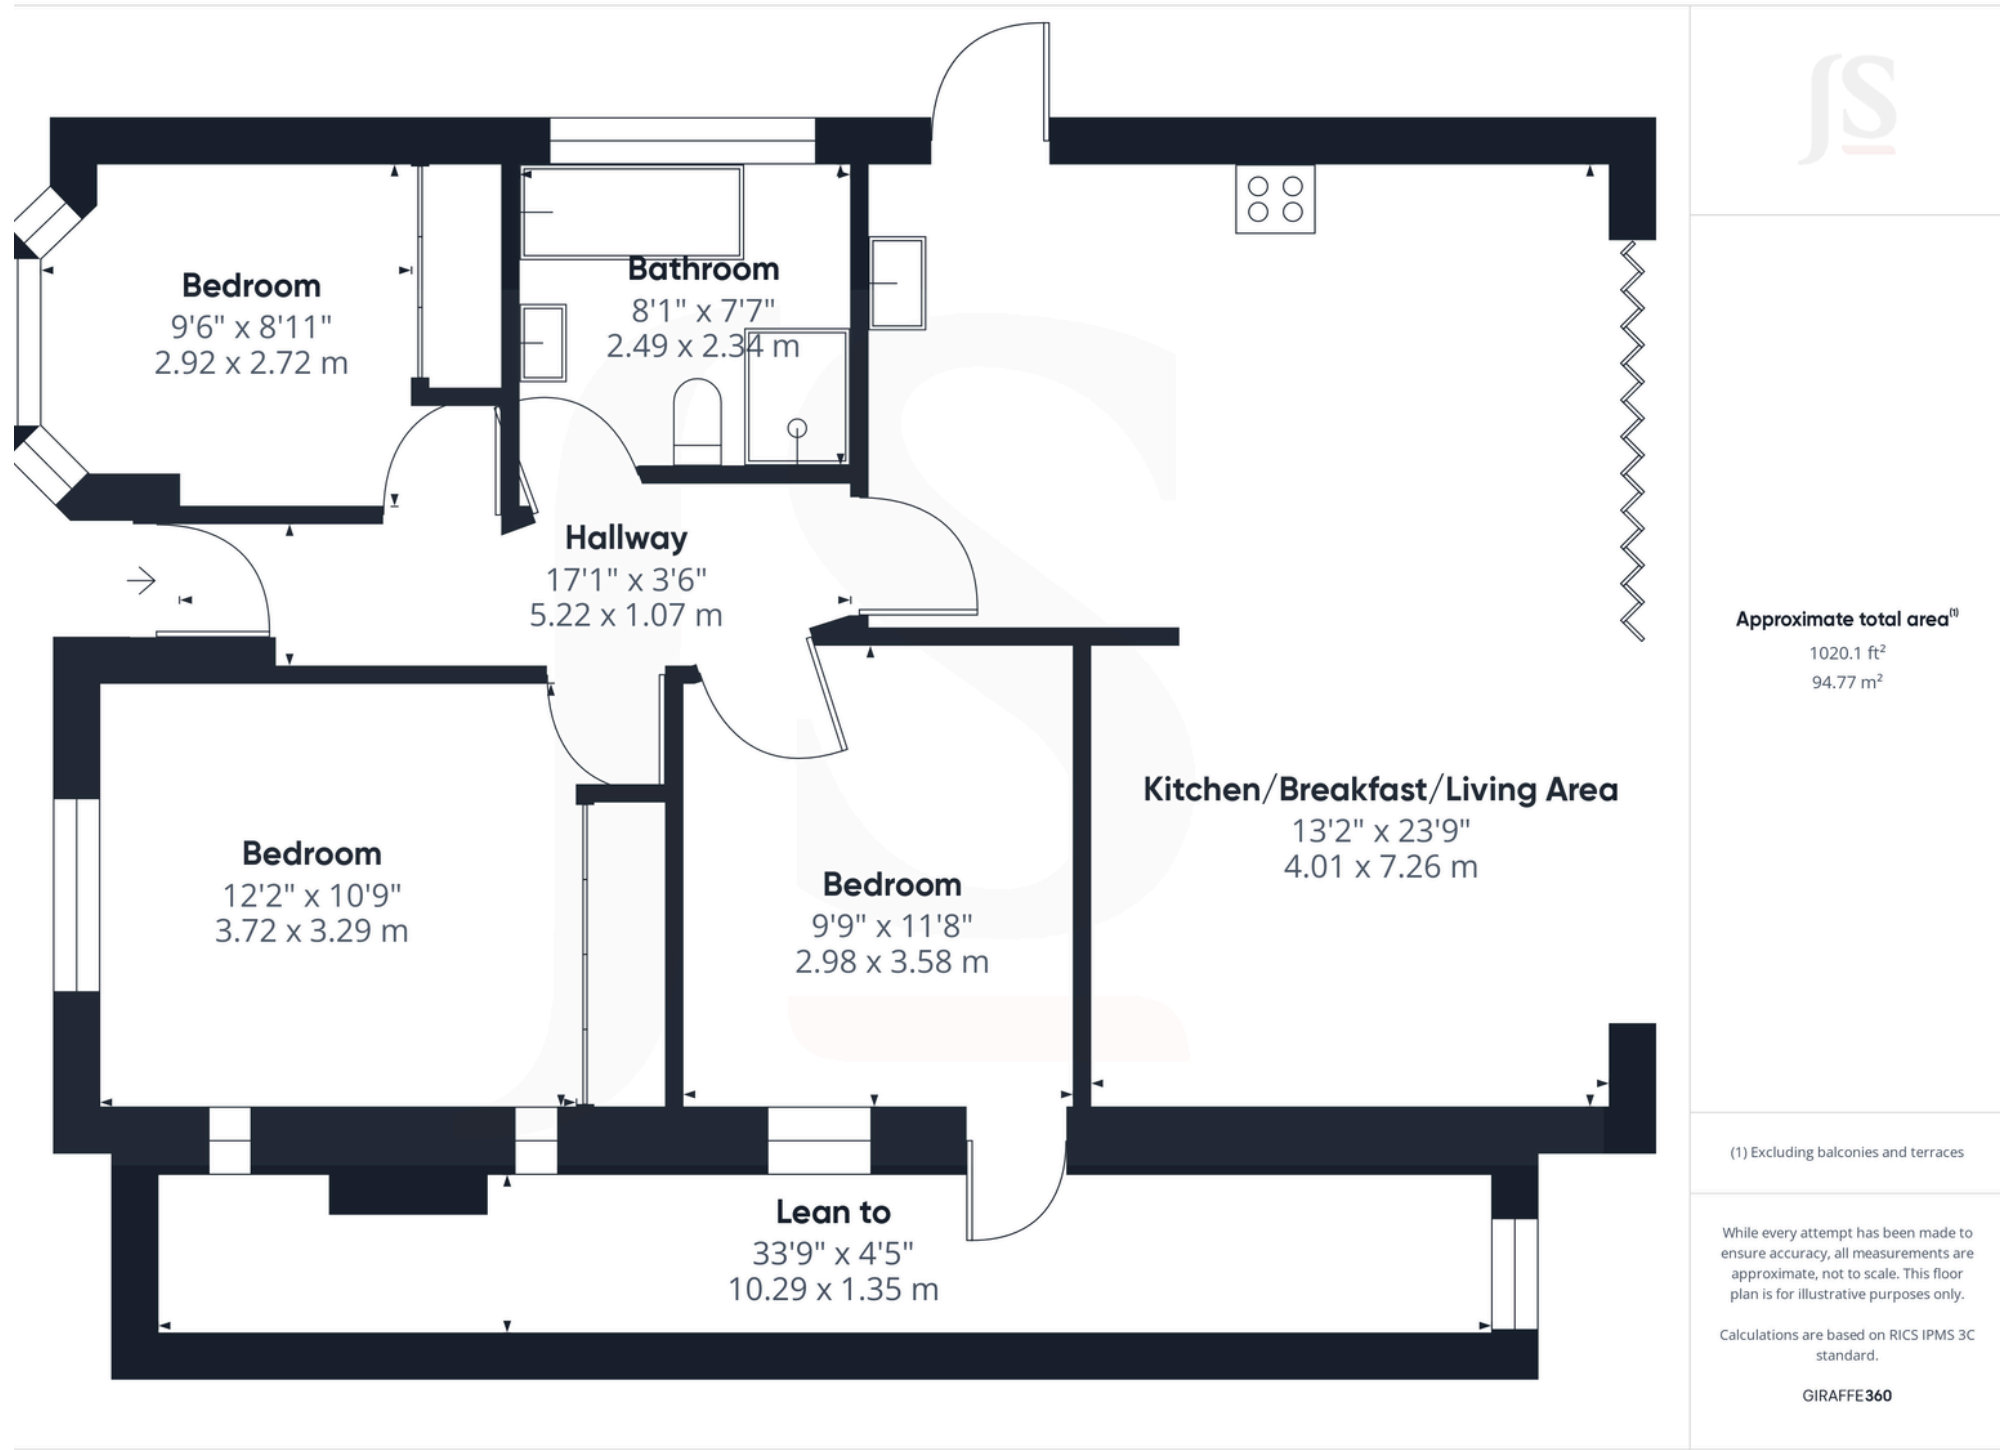 Bedroom
9'6" x 8'11"
2.92 x 2.72 m
Bathroom
8'1" x 7'7"
2.49 x 2.34 m
Hallway
17'1" x 3'6"
5.22 x 1.07 m
Bedroom
12'2" x 10'9"
3.72 x 3.29 m
Bedroom
9'9" x 11'8"
2.98 x 3.58 m
Kitchen/Breakfast/Living Area
13'2" x 23'9"
4.01 x 7.26 m
Lean to
33'9" x 4'5"
10.29 x 1.35 m
JS
Approximate total area⁽¹⁾
1020.1 ft²
94.77 m²
(1) Excluding balconies and terraces
While every attempt has been made to
ensure accuracy, all measurements are
approximate, not to scale. This floor
plan is for illustrative purposes only.
Calculations are based on RICS IPMS 3C
standard.
GIRAFFE360